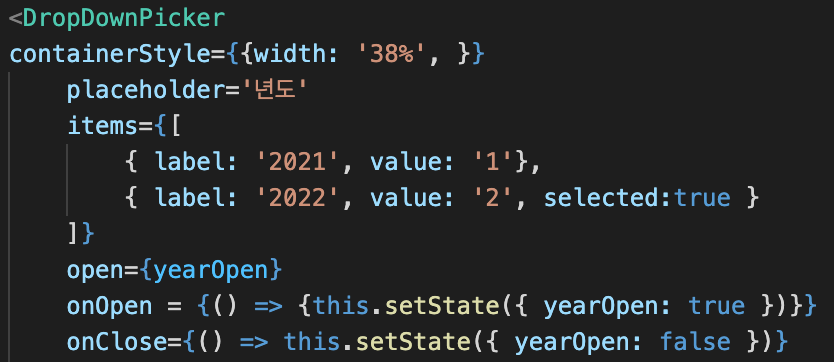 <DropDownPicker
containerStyle={{width: '38%', }}
placeholder='년도'
items={[
{ label: '2021', value: '1'},
{ label: '2022', value: '2', selected:true }
]}
open={yearOpen}
onOpen = {() => {this.setState({ yearOpen: true })}}
onClose={() => this.setState({ yearOpen: false })}